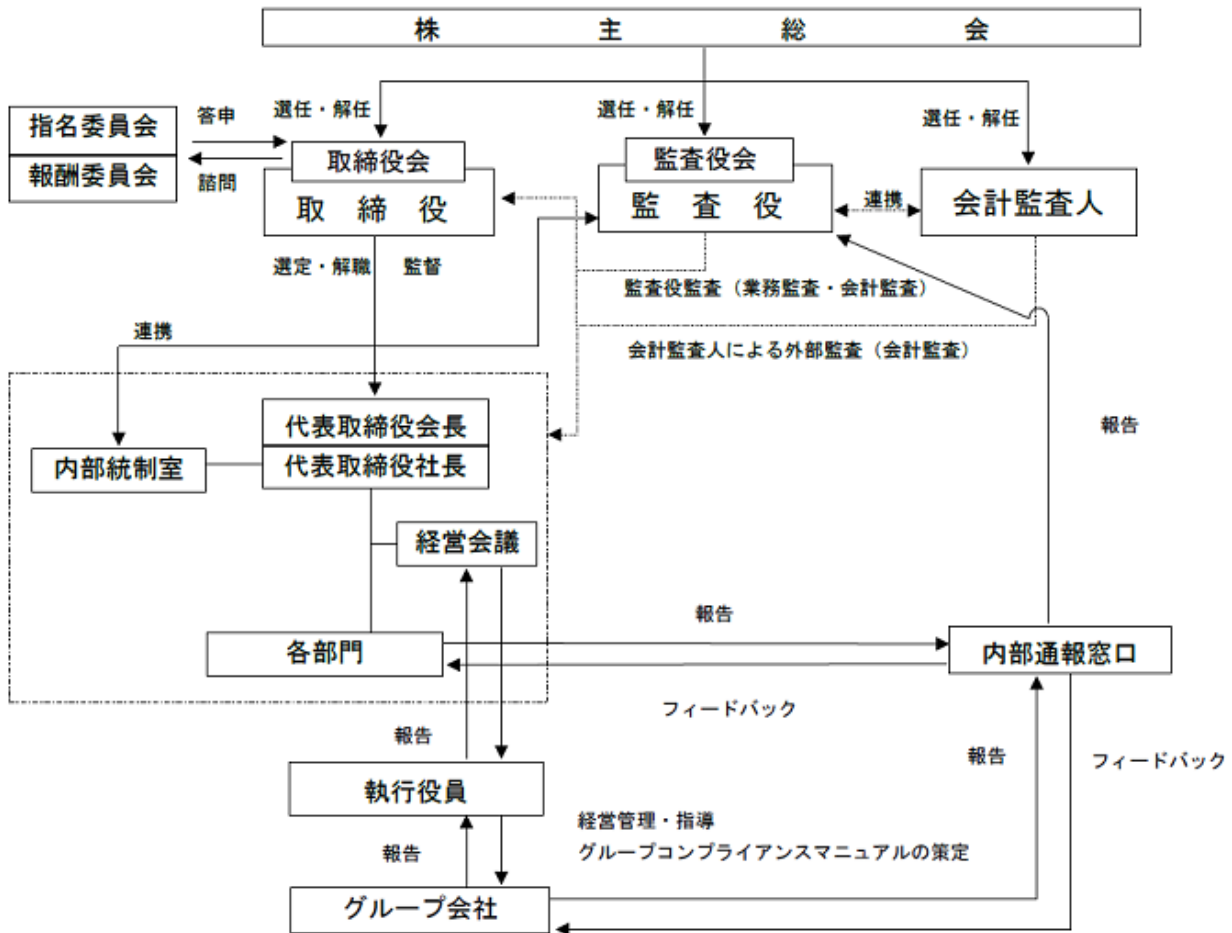 株主総会
指名委員会
報酬委員会
答申
諮問
選任・解任
選任・解任
選任・解任
取締役会
取締役
監査役会
監査役
連携
会計監査人
選定・解職
監督
監査役監査（業務監査・会計監査）
連携
会計監査人による外部監査（会計監査）
代表取締役会長
代表取締役社長
内部統制室
報告
経営会議
報告
各部門
内部通報窓口
フィードバック
報告
報告
フィードバック
執行役員
経営管理・指導
グループコンプライアンスマニュアルの策定
報告
グループ会社